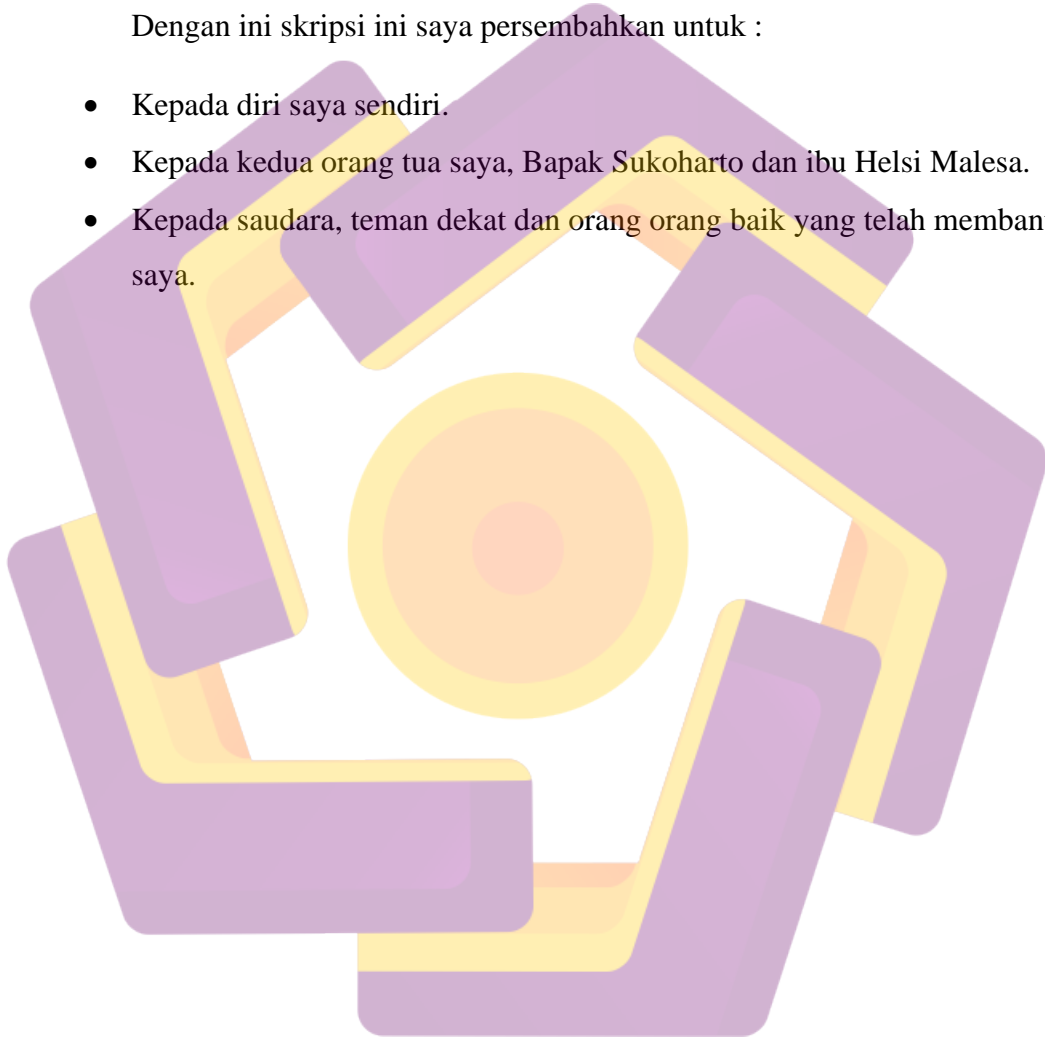 Dengan ini skripsi ini saya persembahkan untuk :
• Kepada diri saya sendiri.
• Kepada kedua orang tua saya, Bapak Sukoharto dan ibu Helsi Malesa.
• Kepada saudara, teman dekat dan orang orang baik yang telah memban
saya.